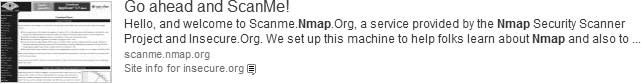 Go ahead and ScanMe!
Hello, and welcome to Scanme.Nmap.Org, a service provided by the Nmap Security Scanner
Project and Insecure.Org. We set up this machine to help folks learn about Nmap and also to ...
scanme.nmap.org
Site info for insecure.org